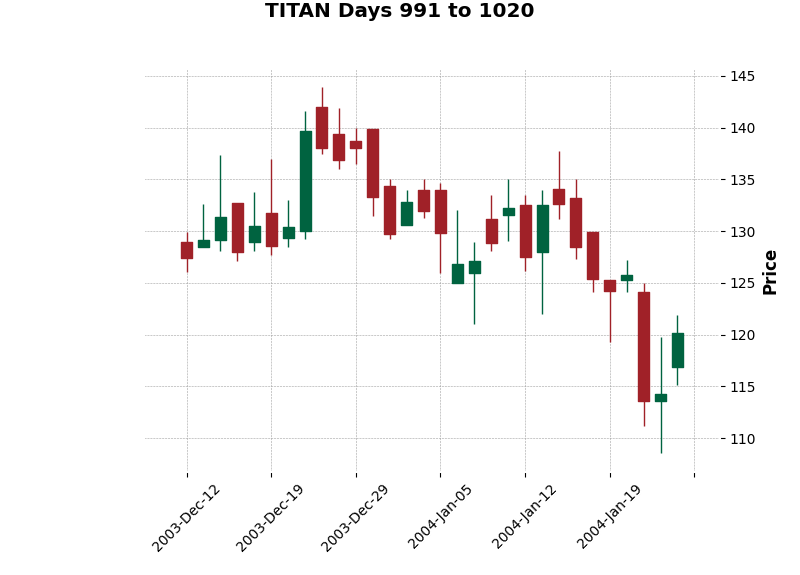 TITAN Days 991 to 1020
145
140
135
130
125
120
115
110
Price
2003-Dec-12
2003-Dec-19
2003-Dec-29
2004-Jan-05
2004-Jan-12
2004-Jan-19